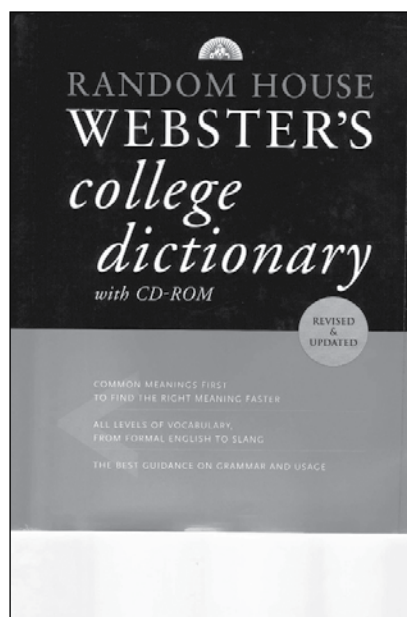 RANDOM HOUSE
WEBSTER'S
college
dictionary
with CD-ROM
REVISED
&
UPDATED
COMMON MEANINGS FIRST
TO FIND THE RIGHT MEANING FASTER
ALL LEVELS OF VOCABULARY,
FROM FORMAL ENGLISH TO SLANG
THE BEST GUIDANCE ON GRAMMAR AND USAGE